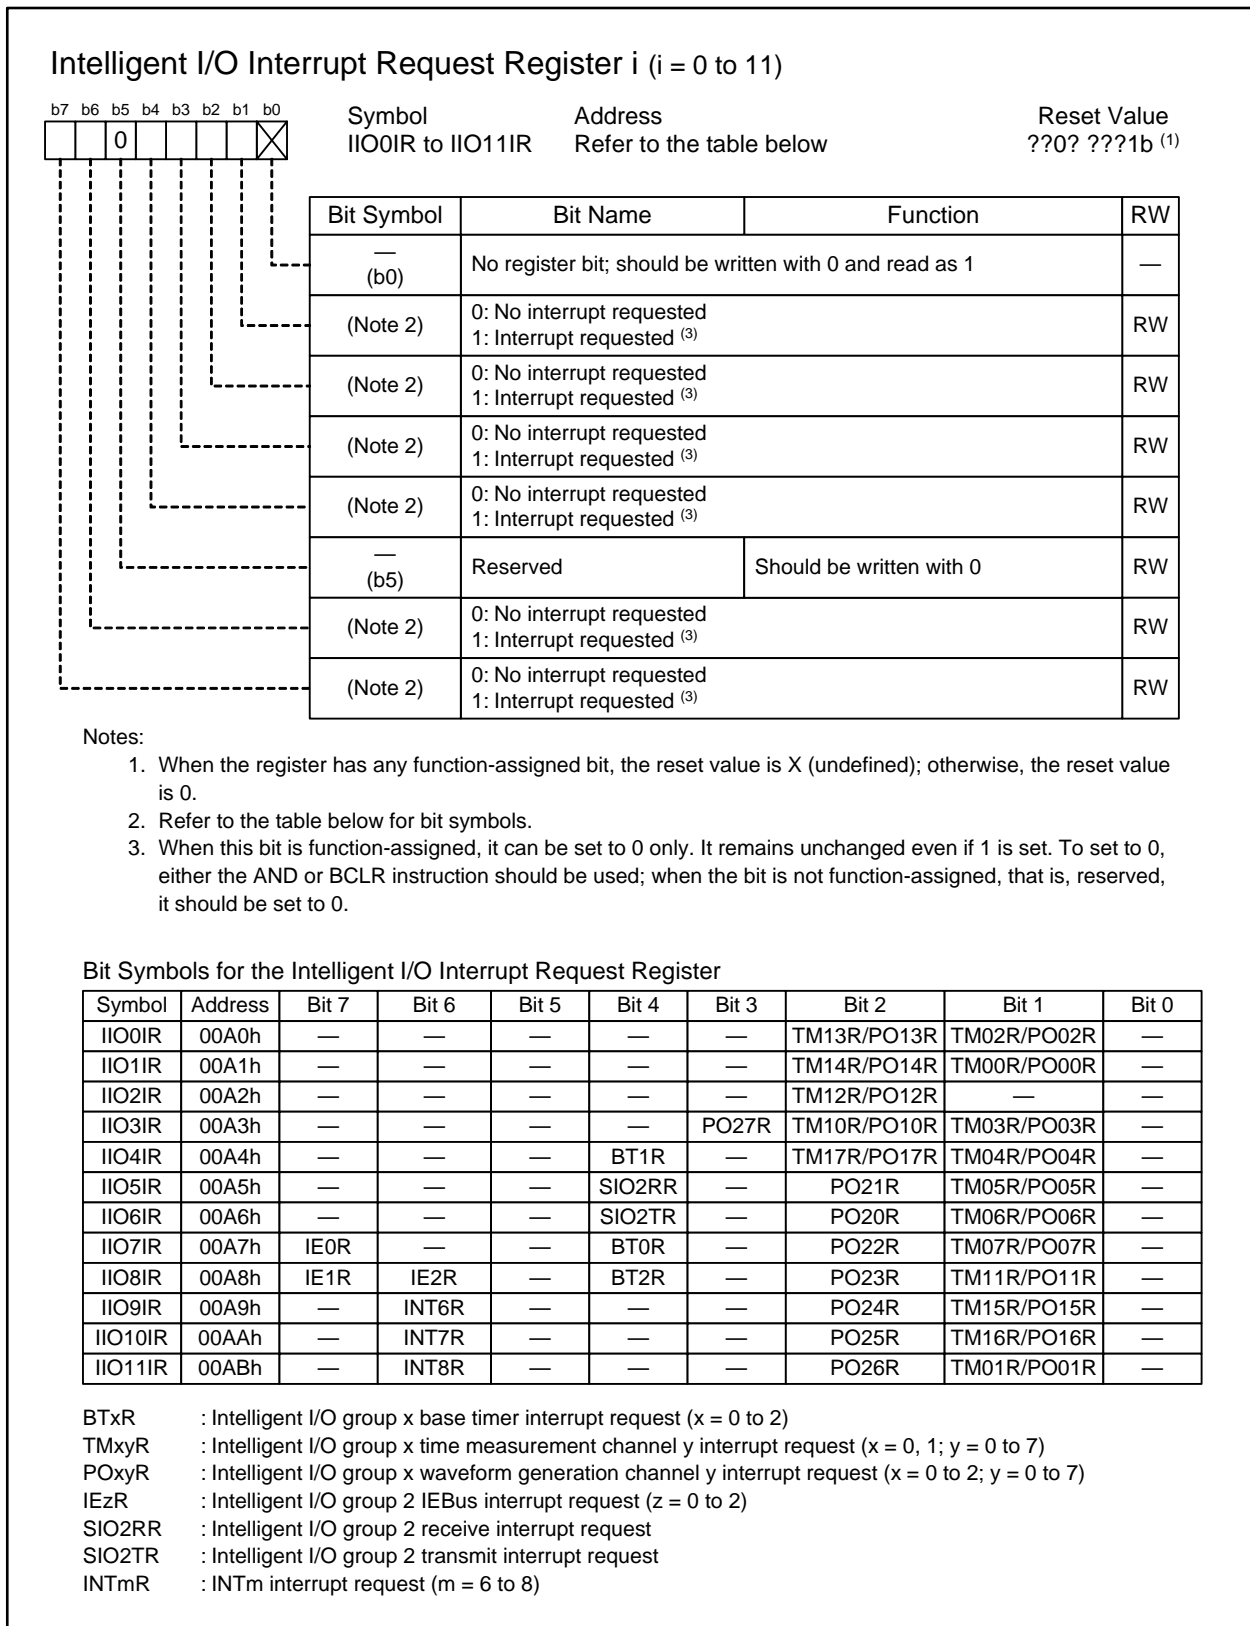 Intelligent I/O Interrupt Request Register i (i = 0 to 11)
b7 b6 b5 b4 b3 b2 b1 b0
0
Symbol Address Reset Value
IIO0IR to IIO11IR Refer to the table below ??0? ???1b (1)
Bit Symbol Bit Name Function RW
— (b0) No register bit; should be written with 0 and read as 1 —
(Note 2) 0: No interrupt requested RW
1: Interrupt requested (3)
(Note 2) 0: No interrupt requested RW
1: Interrupt requested (3)
(Note 2) 0: No interrupt requested RW
1: Interrupt requested (3)
(Note 2) 0: No interrupt requested RW
1: Interrupt requested (3)
— (b5) Reserved Should be written with 0 RW
(Note 2) 0: No interrupt requested RW
1: Interrupt requested (3)
(Note 2) 0: No interrupt requested RW
1: Interrupt requested (3)
Notes:
1. When the register has any function-assigned bit, the reset value is X (undefined); otherwise, the reset value
is 0.
2. Refer to the table below for bit symbols.
3. When this bit is function-assigned, it can be set to 0 only. It remains unchanged even if 1 is set. To set to 0,
either the AND or BCLR instruction should be used; when the bit is not function-assigned, that is, reserved,
it should be set to 0.
Bit Symbols for the Intelligent I/O Interrupt Request Register
Symbol Address Bit 7 Bit 6 Bit 5 Bit 4 Bit 3 Bit 2 Bit 1 Bit 0
IIO0IR 00A0h — — — — — TM13R/PO13R TM02R/PO02R —
IIO1IR 00A1h — — — — — TM14R/PO14R TM00R/PO00R —
IIO2IR 00A2h — — — — — TM12R/PO12R — —
IIO3IR 00A3h — — — — PO27R TM10R/PO10R TM03R/PO03R —
IIO4IR 00A4h — — — BT1R — TM17R/PO17R TM04R/PO04R —
IIO5IR 00A5h — — — SIO2RR — PO21R TM05R/PO05R —
IIO6IR 00A6h — — — SIO2TR — PO20R TM06R/PO06R —
IIO7IR 00A7h IE0R — — BT0R — PO22R TM07R/PO07R —
IIO8IR 00A8h IE1R IE2R — BT2R — PO23R TM11R/PO11R —
IIO9IR 00A9h — INT6R — — — PO24R TM15R/PO15R —
IIO10IR 00AAh — INT7R — — — PO25R TM16R/PO16R —
IIO11IR 00ABh — INT8R — — — PO26R TM01R/PO01R —
BTxR : Intelligent I/O group x base timer interrupt request (x = 0 to 2)
TMxyR : Intelligent I/O group x time measurement channel y interrupt request (x = 0, 1; y = 0 to 7)
POxyR : Intelligent I/O group x waveform generation channel y interrupt request (x = 0 to 2; y = 0 to 7)
IEzR : Intelligent I/O group 2 IEBus interrupt request (z = 0 to 2)
SIO2RR : Intelligent I/O group 2 receive interrupt request
SIO2TR : Intelligent I/O group 2 transmit interrupt request
INTmR : INTm interrupt request (m = 6 to 8)